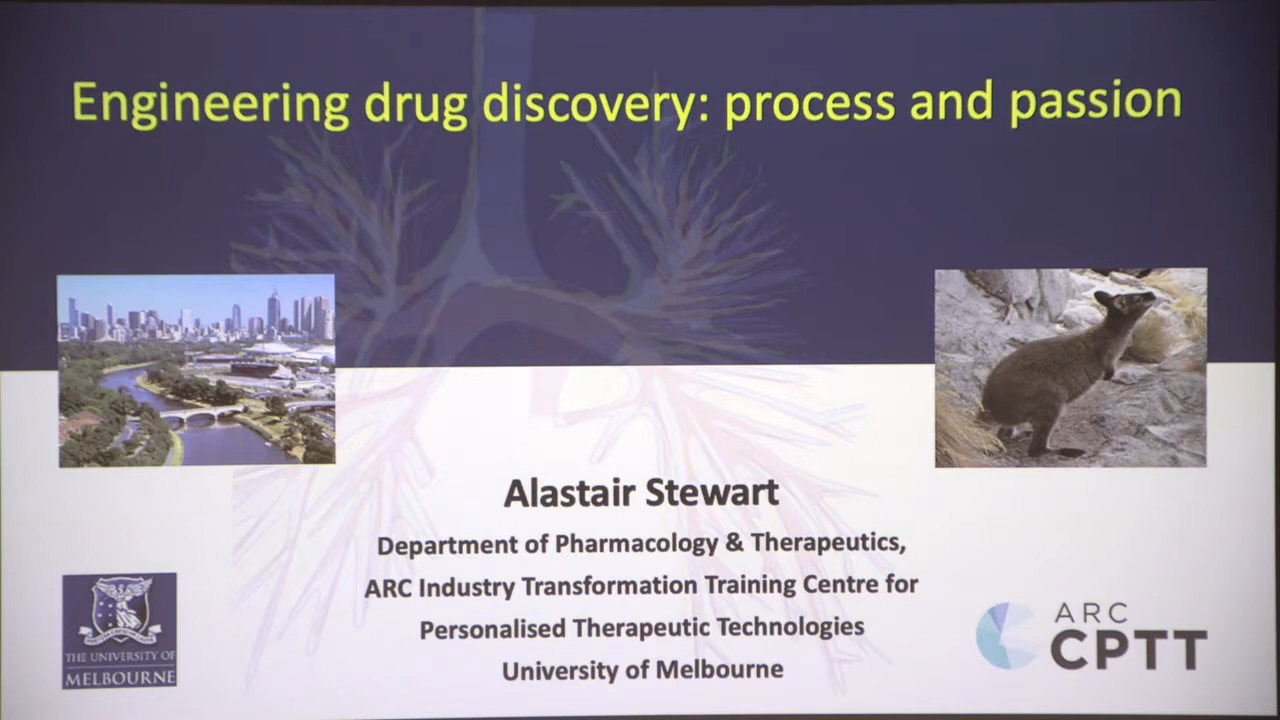 Engineering drug discovery: process and passion
Alastair Stewart
Department of Pharmacology & Therapeutics,
ARC Industry Transformation Training Centre for
Personalised Therapeutic Technologies
University of Melbourne
THE UNIVERSITY OF
MELBOURNE
ARC
CPTT